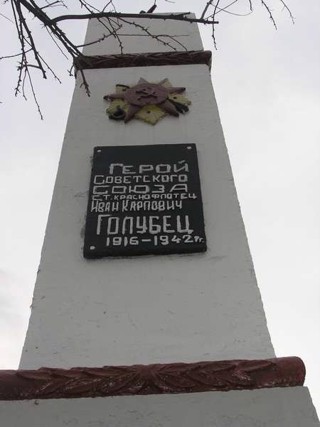 ГЕРОЙ
СОВЕТСКОГО
СОЮЗА
СТ. КРАСНОФЛОТЕЦ
ИВАН КАРПОВИЧ
ГОЛУБЕЦ
1916-1942 гг.